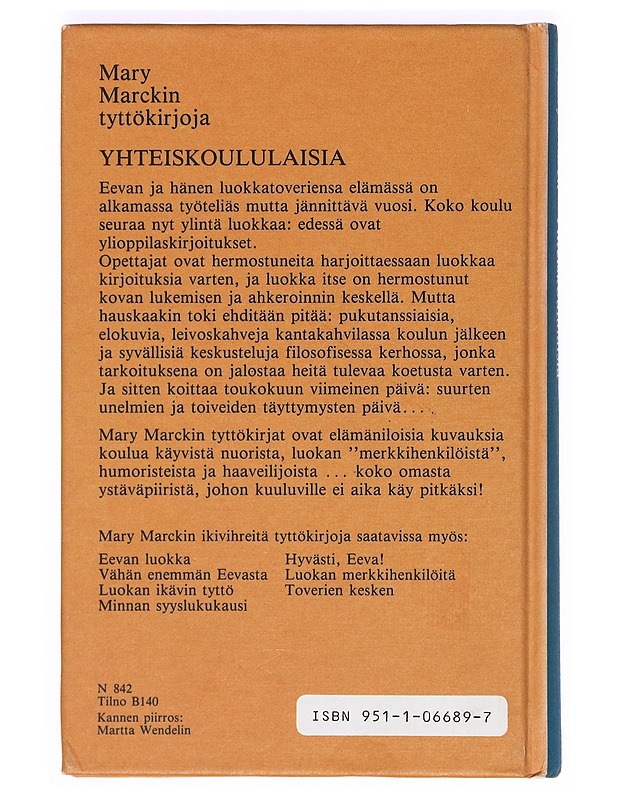 Mary
Marckin
tyttökirjoja
YHTEISKOULULAISIA
Eevan ja hänen luokkatoveriensa elämässä on
alkamassa työteliäs mutta jännittävä vuosi. Koko koulu
seuraa nyt ylintä luokkaa: edessä ovat
ylioppilaskirjoitukset.
Opettajat ovat hermostuneita harjoittaessaan luokkaa
kirjoituksia varten, ja luokka itse on hermostunut
kovan lukemisen ja ahkeroinnin keskellä. Mutta
hauskaakin toki ehditään pitää: pukutanssiaisia,
elokuvia, leivoskahveja kantakahvilassa koulun jälkeen
ja syvällisiä keskusteluja filosofisessa kerhossa, jonka
tarkoituksena on jalostaa heitä tulevaa koetusta varten.
Ja sitten koittaa toukokuun viimeinen päivä: suurten
unelmien ja toiveiden täyttymysten päivä....
Mary Marckin tyttökirjat ovat elämäniloisia kuvauksia
koulua käyvistä nuorista, luokan ”merkkihenkilöistä”,
humoristeista ja haaveilijoista ... koko omasta
ystäväpiiristä, johon kuuluville ei aika käy pitkäksi!
Mary Marckin ikivihreitä tyttökirjoja saatavissa myös:
Eevan luokka
Vähän enemmän Eevasta
Luokan ikävin tyttö
Minnan syyslukukausi
Hyvästi, Eeva!
Luokan merkkihenkilöitä
Toverien kesken
N 842
Tilno B140
Kannen piirros:
Martta Wendelin
ISBN 951-1-06689-7